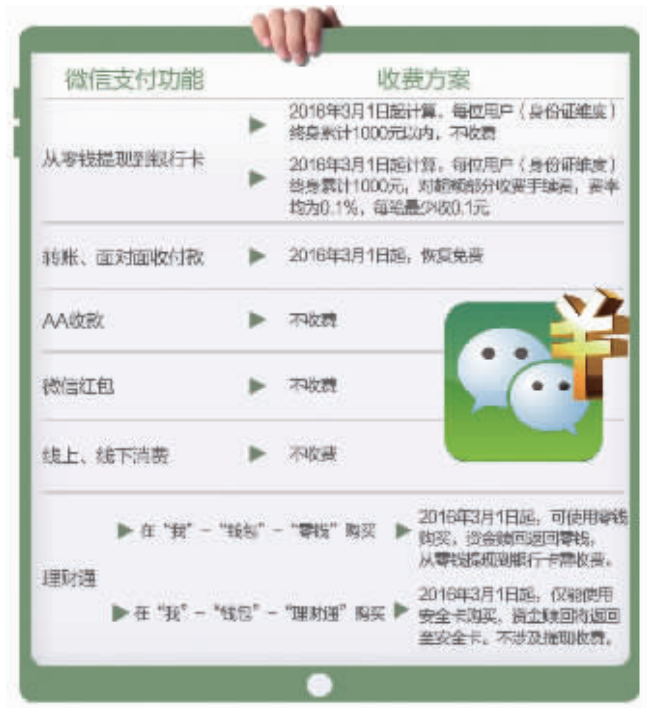 微信支付功能 收费方案
从零钱提现到银行卡
2016年3月1日起计算，每位用户（身份证维度）
终身累计1000元以内，不收费
2016年3月1日起计算，每位用户（身份证维度）
终身累计1000元，对超额部分收费手续费，费率
均为0.1%，每笔最少收0.1元
转账、面对面收付款 2016年3月1日起，恢复免费
AA收款 不收费
微信红包 不收费
线上、线下消费 不收费
理财通
在“我”-“钱包”-“零钱”购买
2016年3月1日起，可使用零钱
购买，资金赎回返回零钱，
从零钱提现到银行卡需收费。
在“我”-“钱包”-“理财通”购买
2016年3月1日起，仅能使用
安全卡购买，资金赎回将返回
至安全卡，不涉及提现收费。